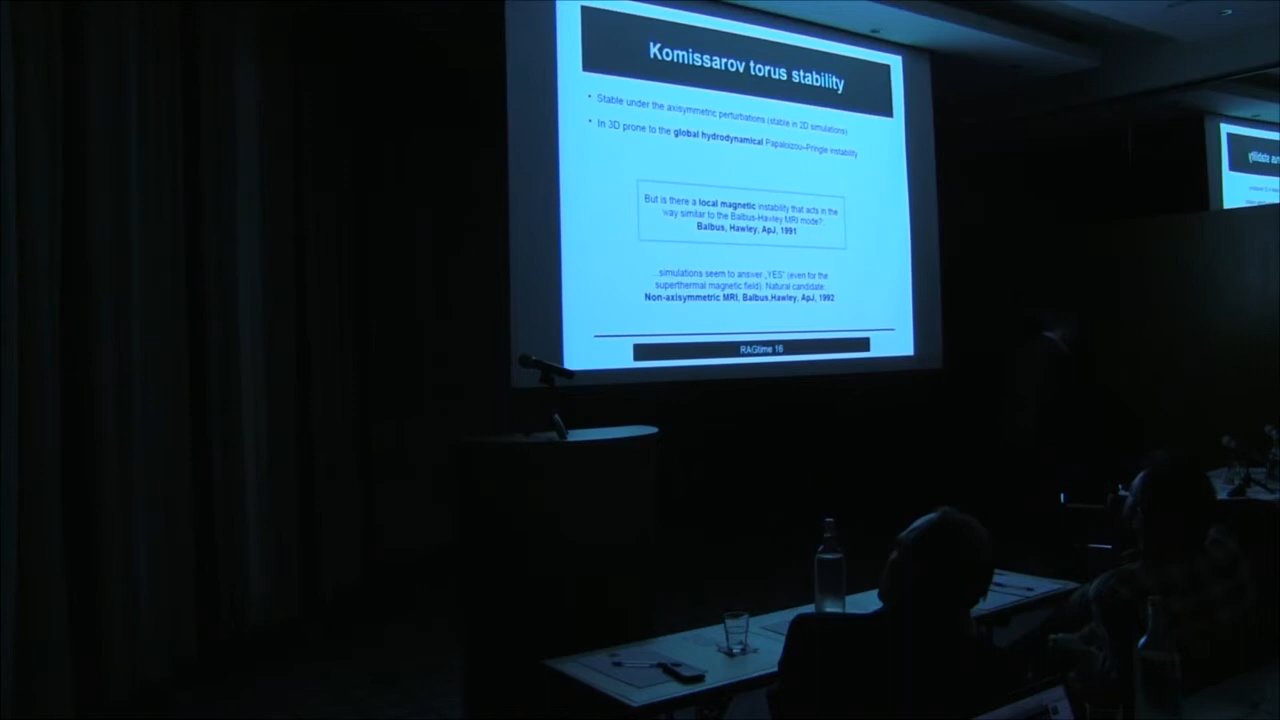 Komissarov torus stability
• Stable under the axisymmetric perturbations (stable in 2D simulations)
• In 3D prone to the global hydrodynamical Papaloizou–Pringle instability
But is there a local magnetic instability that acts in the
way similar to the Balbus-Hawley MRI mode?
Balbus, Hawley, ApJ, 1991
...simulations seem to answer „YES" (even for the
superthermal magnetic field). Natural candidate:
Non-axisymmetric MRI, Balbus,Hawley, ApJ, 1992
RAGtime 16